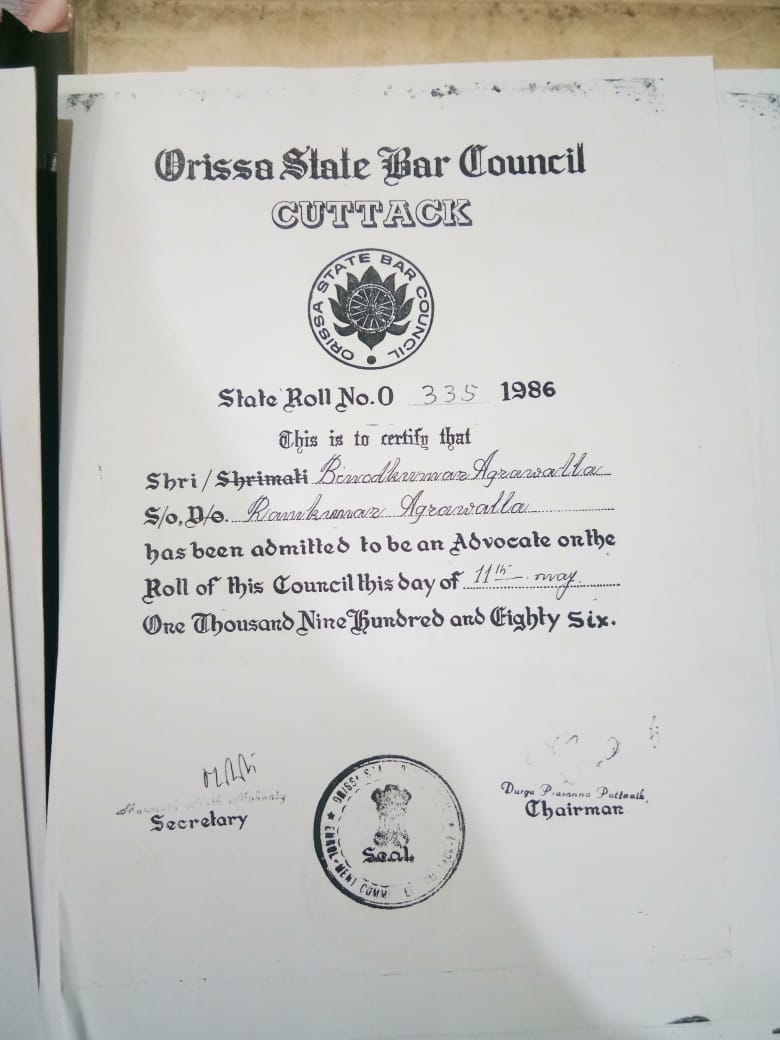 Orissa State Bar Council
CUTTACK
ORISSA STATE BAR COUNCIL
State Roll No. O 335 1986
This is to certify that
Shri / Shrimati Binodkumar Agrawalla
S/o, D/o. Ramkumar Agrawalla
has been admitted to be an Advocate on the
Roll of this Council this day of 11th may.
One Thousand Nine Hundred and Eighty Six.
Durga Prasanna Pattnaik,
Chairman
Mohanty
Secretary
Seal